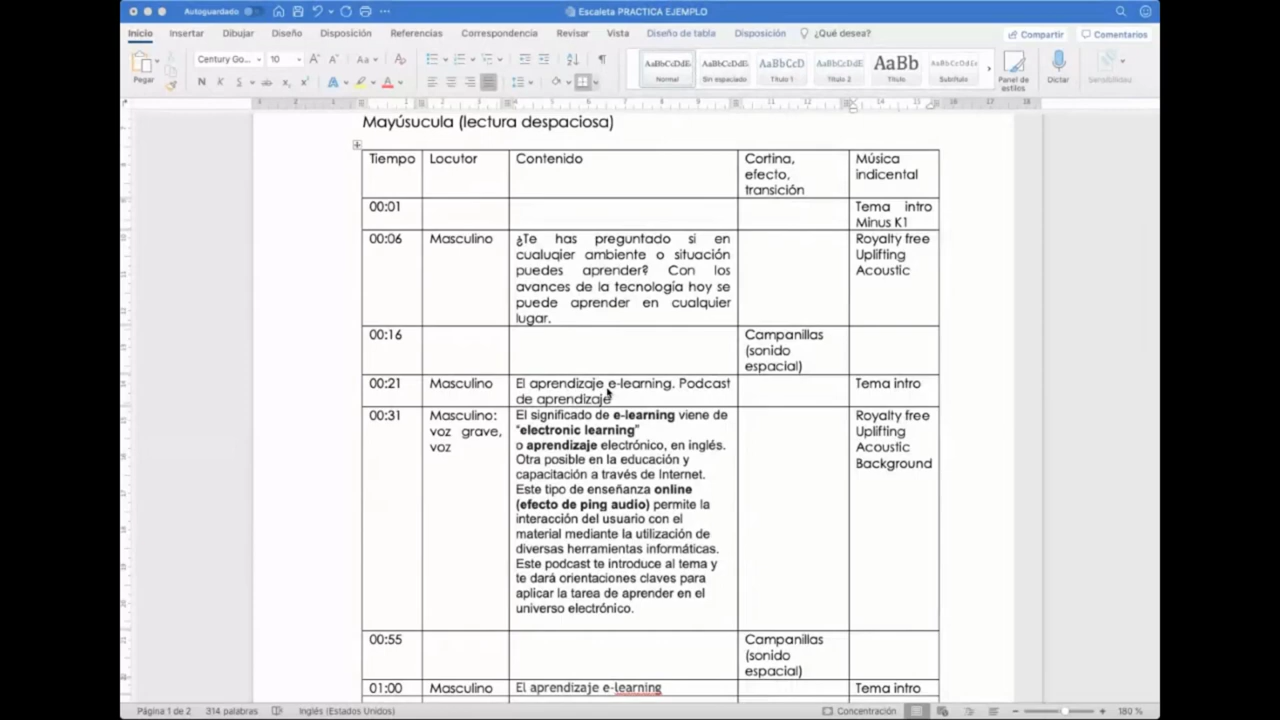 Autoguardado
Escaleta PRACTICA EJEMPLO
Inicio Insertar Dibujar Diseño Disposición Referencias Correspondencia Revisar Vista Diseño de tabla Disposición ¿Qué desea? Compartir Comentarios
Pegar
Century Go... 10
N K S
AaBbCcDdE AaBbCcDdE AaBbCcD AaBbCcDdE AaBb AaBbCcDdE
Normal Sin espaciado Título 1 Título 2 Título Subtítulo
Panel de estilos
Dictar
Sensibilidad
Mayúsucula (lectura despaciosa)
Tiempo Locutor Contenido Cortina, efecto, transición Música indicental
00:01 Tema intro
Minus K1
00:06 Masculino ¿Te has preguntado si en Royalty free
cualuqier ambiente o situación Uplifting
puedes aprender? Con los Acoustic
avances de la tecnología hoy se
puede aprender en cualquier
lugar.
00:16 Campanillas
(sonido
espacial)
00:21 Masculino El aprendizaje e-learning. Podcast Tema intro
de aprendizaje
00:31 Masculino: El significado de e-learning viene de Royalty free
voz grave, "electronic learning" Uplifting
voz o aprendizaje electrónico, en inglés. Acoustic
Otra posible en la educación y Background
capacitación a través de Internet.
Este tipo de enseñanza online
(efecto de ping audio) permite la
interacción del usuario con el
material mediante la utilización de
diversas herramientas informáticas.
Este podcast te introduce al tema y
te dará orientaciones claves para
aplicar la tarea de aprender en el
universo electrónico.
00:55 Campanillas
(sonido
espacial)
01:00 Masculino El aprendizaje e-learning Tema intro
Página 1 de 2 314 palabras Inglés (Estados Unidos) Concentración 180 %